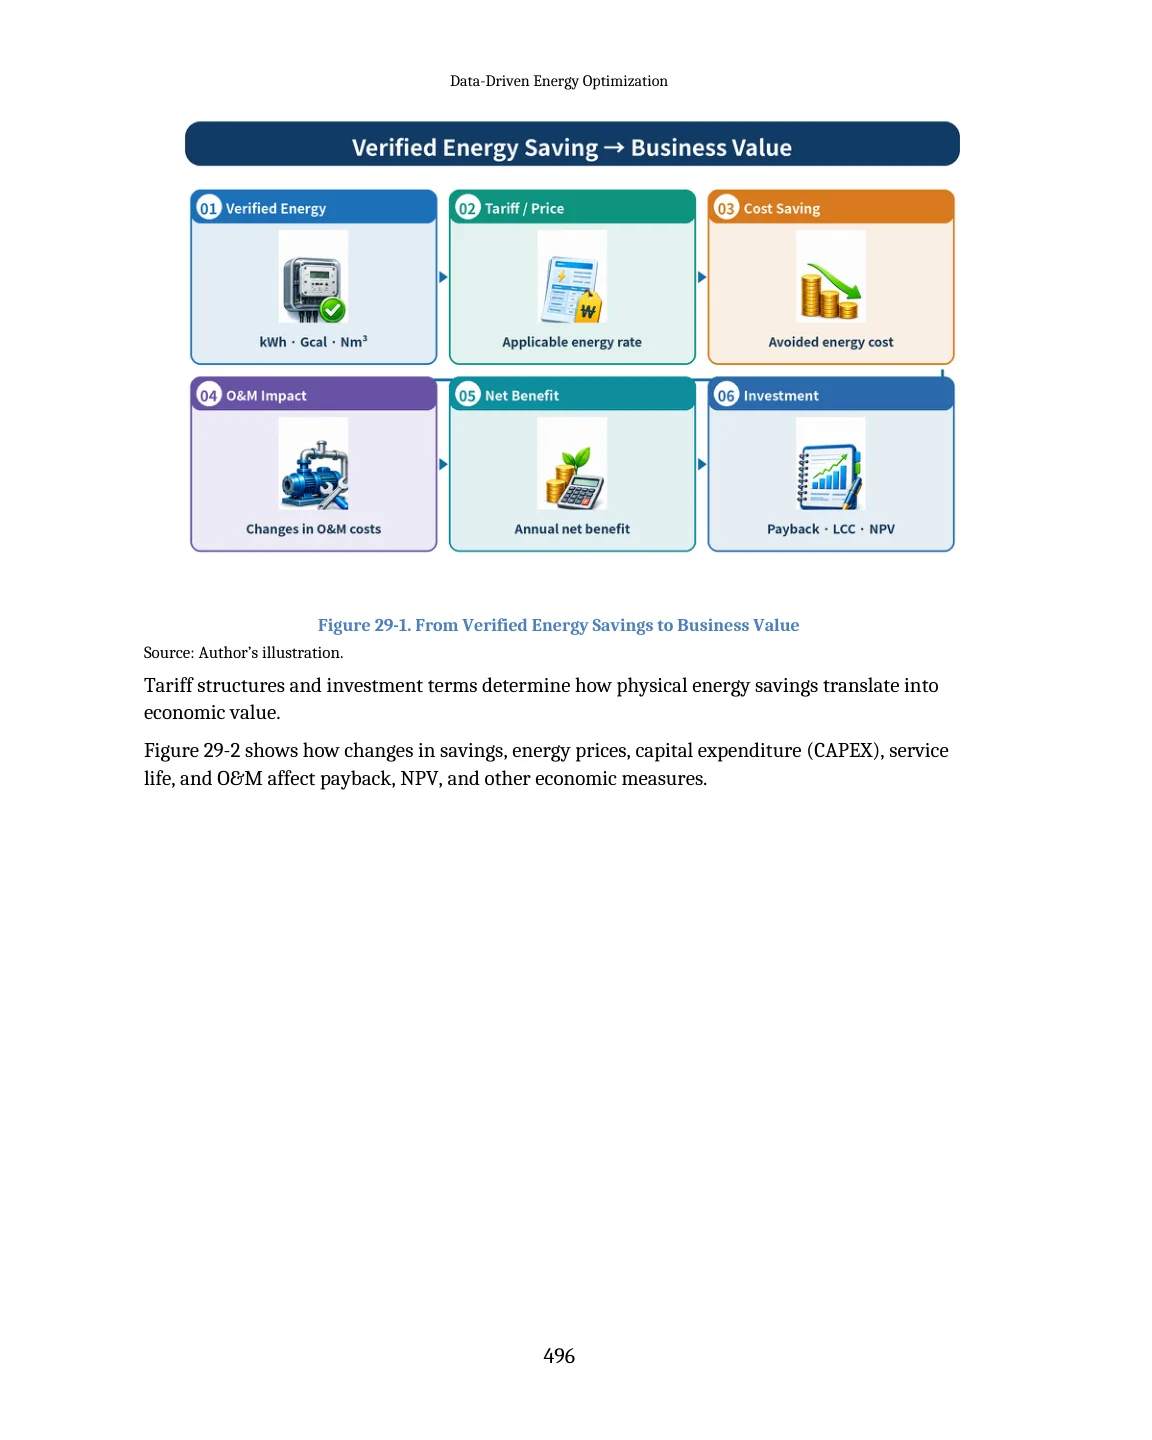 Data-Driven Energy Optimization
Verified Energy Saving → Business Value
01 Verified Energy
kWh · Gcal · Nm³
02 Tariff / Price
₩
Applicable energy rate
03 Cost Saving
Avoided energy cost
04 O&M Impact
Changes in O&M costs
05 Net Benefit
Annual net benefit
06 Investment
Payback · LCC · NPV
Figure 29-1. From Verified Energy Savings to Business Value
Source: Author’s illustration.
Tariff structures and investment terms determine how physical energy savings translate into
economic value.
Figure 29-2 shows how changes in savings, energy prices, capital expenditure (CAPEX), service
life, and O&M affect payback, NPV, and other economic measures.
496